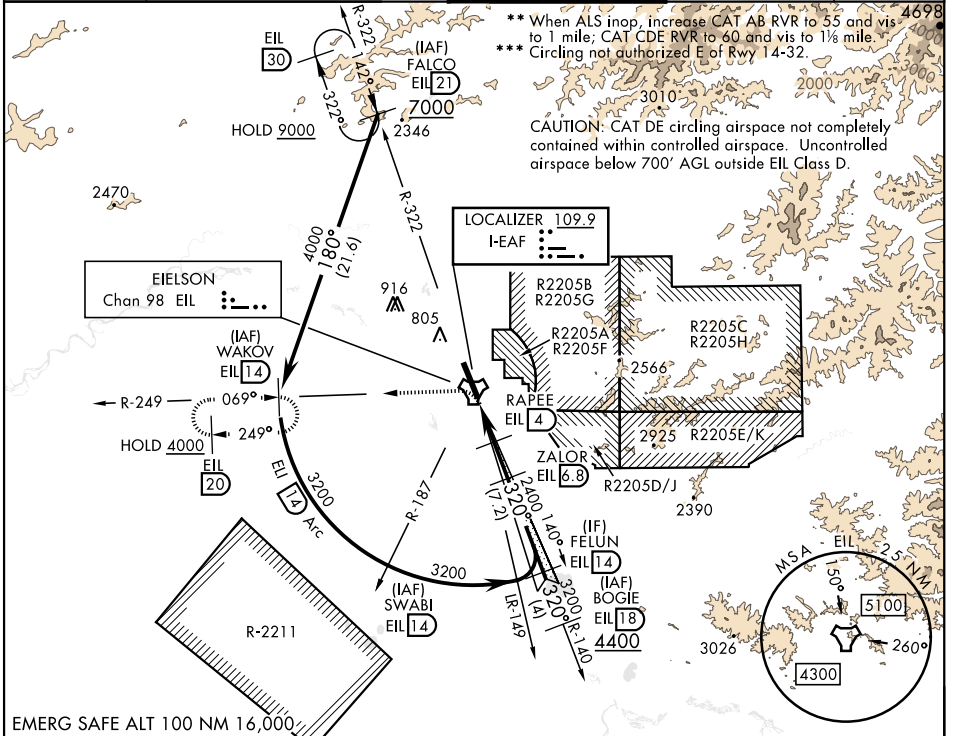 ** When ALS inop, increase CAT AB RVR to 55 and vis
to 1 mile; CAT CDE RVR to 60 and vis to 1⅛ mile.
*** Circling not authorized E of Rwy 14-32.
4698
4000
3000
2000
3010
CAUTION: CAT DE circling airspace not completely
contained within controlled airspace. Uncontrolled
airspace below 700' AGL outside EIL Class D.
R-322
EIL
30
142°
322°
(IAF)
FALCO
EIL 21
7000
HOLD 9000
2346
2470
R-322
4000
180°
(21.6)
LOCALIZER 109.9
I-EAF
EIELSON
Chan 98 EIL
916
805
R2205B
R2205G
R2205A
R2205F
R2205C
R2205H
2566
(IAF)
WAKOV
EIL 14
R-249
069°
249°
HOLD 4000
EIL
20
RAPEE
EIL 4
2925
R2205E/K
ZALOR
EIL 6.8
R2205D/J
2390
ELI 14 Arc
3200
R-187
2400
320°
(7.2)
140°
(IF)
FELUN
EIL 14
3200
(IAF)
SWABI
EIL 14
(IAF)
BOGIE
EIL 18
4400
3200
320°
(4)
LR-149
R-140
R-2211
3026
MSA - EIL 25 NM
150°
5100
260°
4300
EMERG SAFE ALT 100 NM 16,000